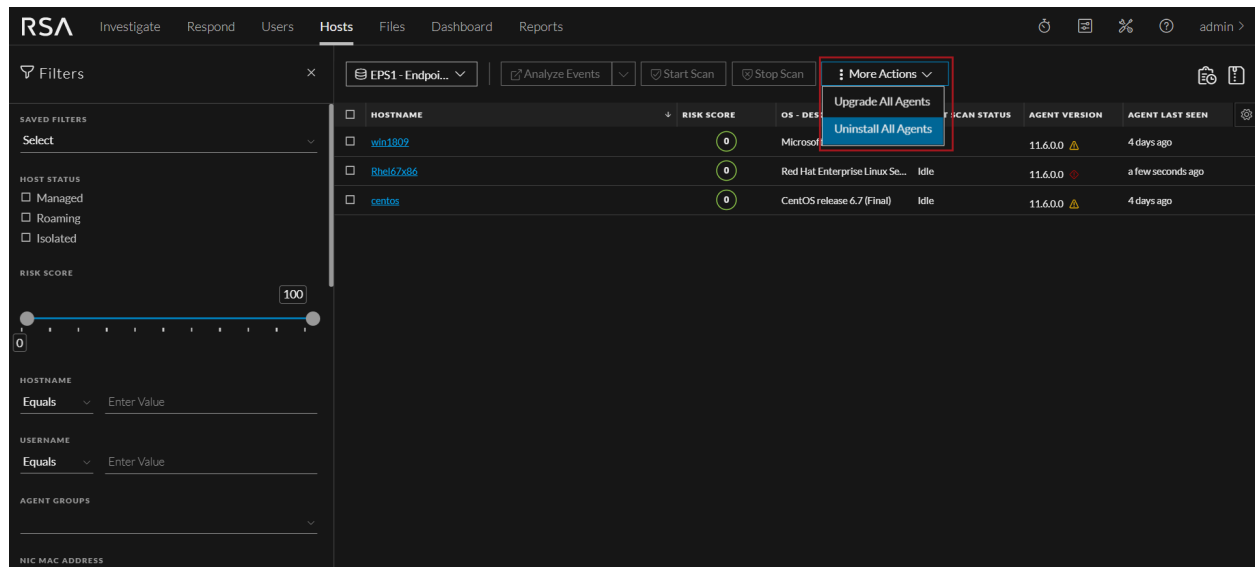 RSA Investigate Respond Users Hosts Files Dashboard Reports admin >
Filters ×
EPS1 - Endpoi... Analyze Events Start Scan Stop Scan More Actions
Upgrade All Agents
Uninstall All Agents
SAVED FILTERS
Select
HOST STATUS
Managed
Roaming
Isolated
RISK SCORE
100
0
HOSTNAME
Equals Enter Value
USERNAME
Equals Enter Value
AGENT GROUPS
NIC MAC ADDRESS
HOSTNAME RISK SCORE OS - DES SCAN STATUS AGENT VERSION AGENT LAST SEEN
win1809 0 Microsof 11.6.0.0 4 days ago
Rhel67x86 0 Red Hat Enterprise Linux Se... Idle 11.6.0.0 a few seconds ago
centos 0 CentOS release 6.7 (Final) Idle 11.6.0.0 4 days ago